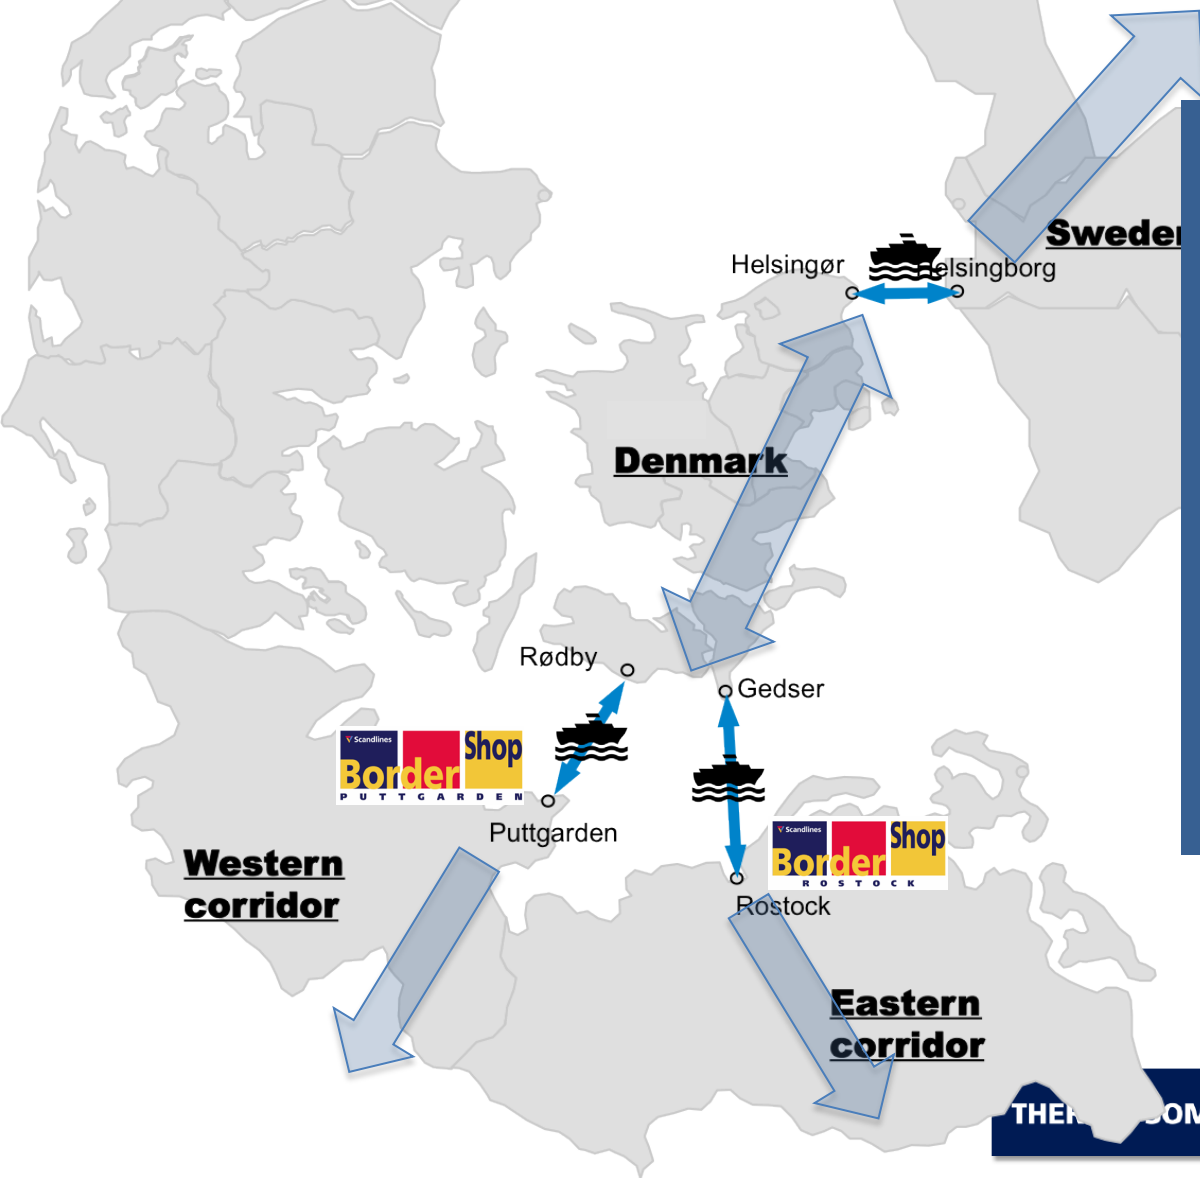 Sweden
Helsingør
Helsingborg
Denmark
Rødby
Gedser
Scandlines
Border Shop
PUTTGARDEN
Puttgarden
Scandlines
Border Shop
ROSTOCK
Rostock
Western
corridor
Eastern
corridor